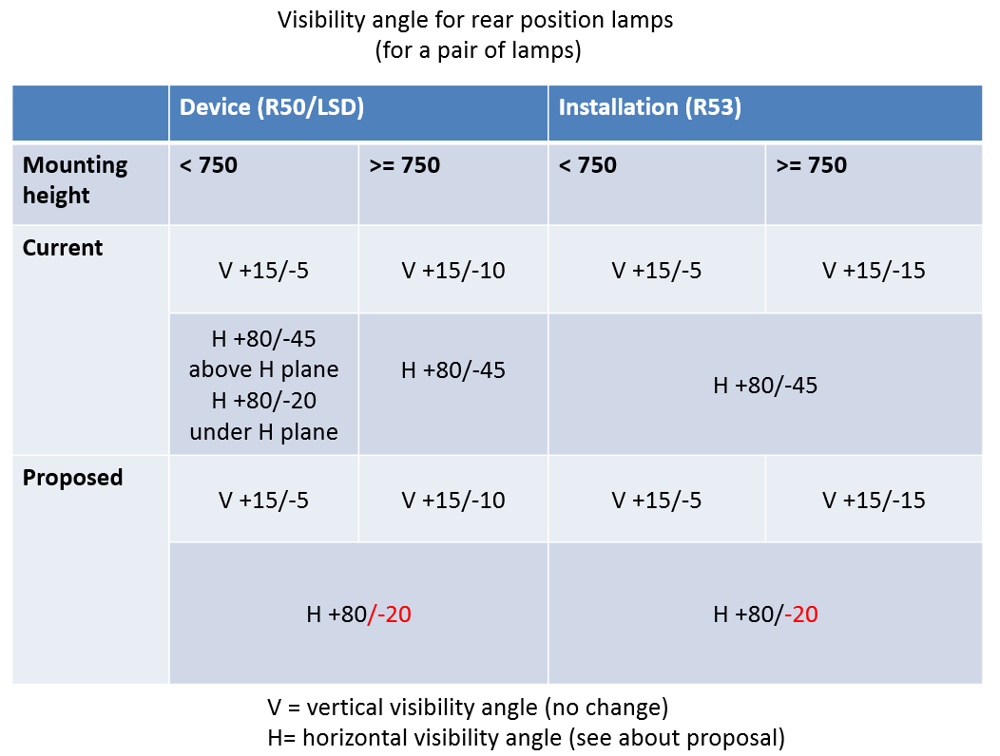 Visibility angle for rear position lamps
(for a pair of lamps)
Device (R50/LSD) Installation (R53)
Mounting height < 750 >= 750 < 750 >= 750
Current
V +15/-5 V +15/-10 V +15/-5 V +15/-15
H +80/-45
above H plane
H +80/-20
under H plane
H +80/-45
H +80/-45
Proposed
V +15/-5 V +15/-10 V +15/-5 V +15/-15
H +80/-20 H +80/-20
V = vertical visibility angle (no change)
H= horizontal visibility angle (see about proposal)